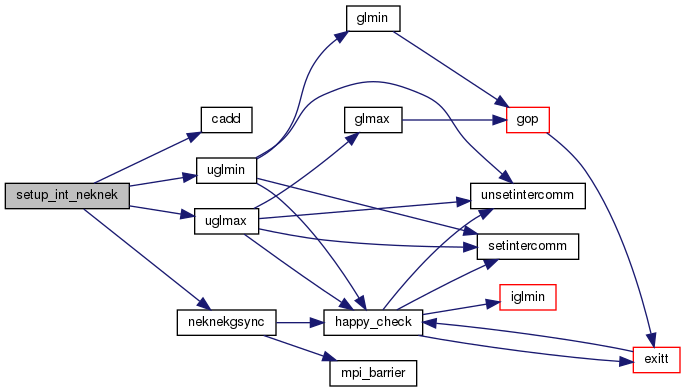 glmin
cadd
glmax
gop
uglmin
setup_int_neknek
unsetintercomm
uglmax
setintercomm
iglmin
neknekgsync
happy_check
exitt
mpi_barrier